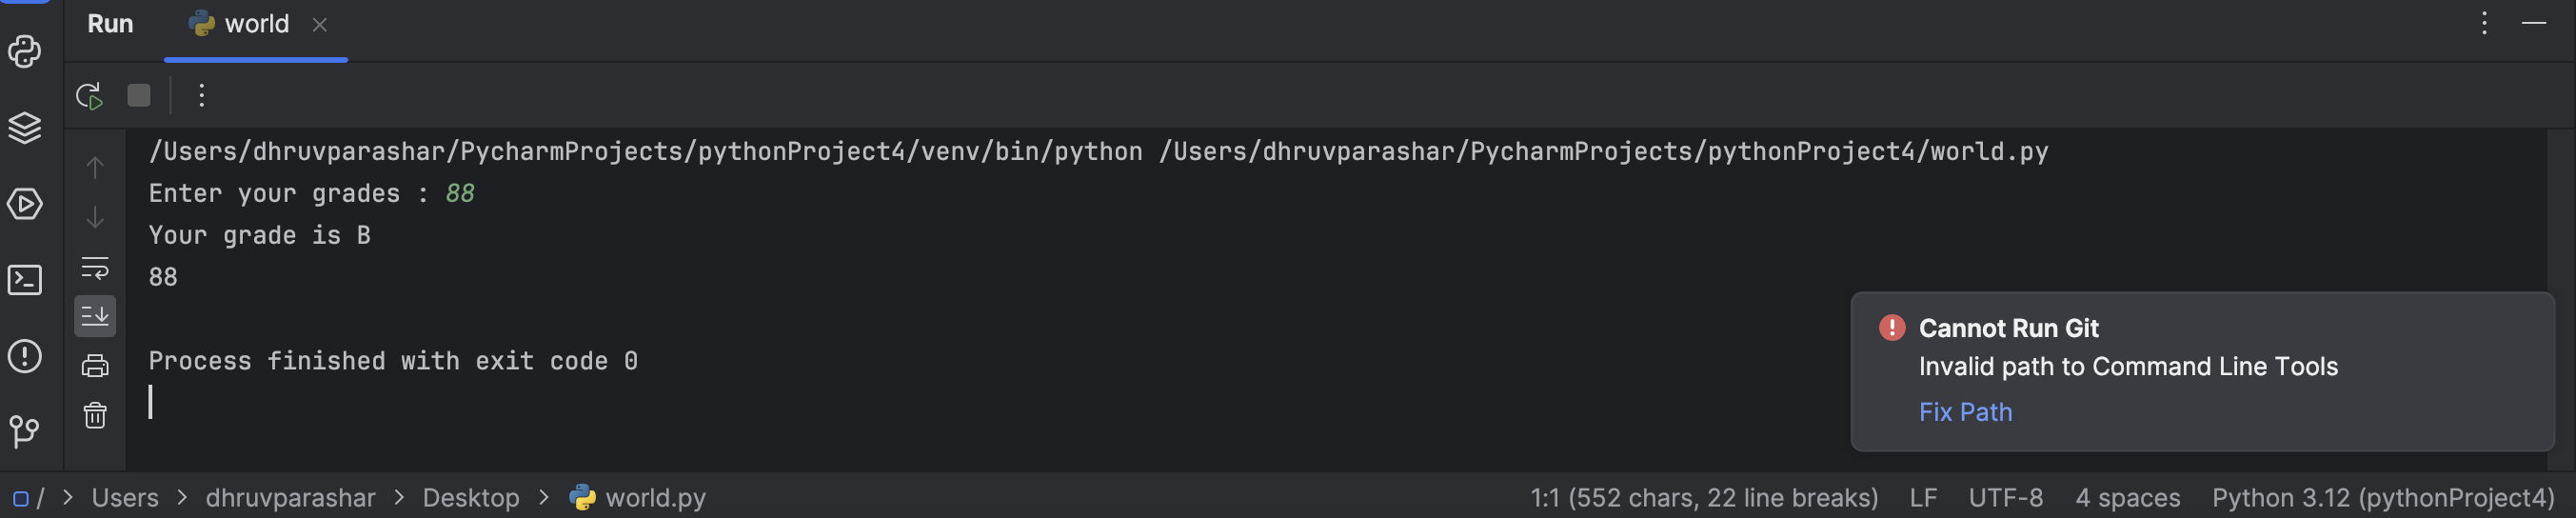 Run world
/Users/dhruvparashar/PycharmProjects/pythonProject4/venv/bin/python /Users/dhruvparashar/PycharmProjects/pythonProject4/world.py
Enter your grades : 88
Your grade is B
88
Process finished with exit code 0
Cannot Run Git
Invalid path to Command Line Tools
Fix Path
/ > Users > dhruvparashar > Desktop > world.py 1:1 (552 chars, 22 line breaks) LF UTF-8 4 spaces Python 3.12 (pythonProject4)